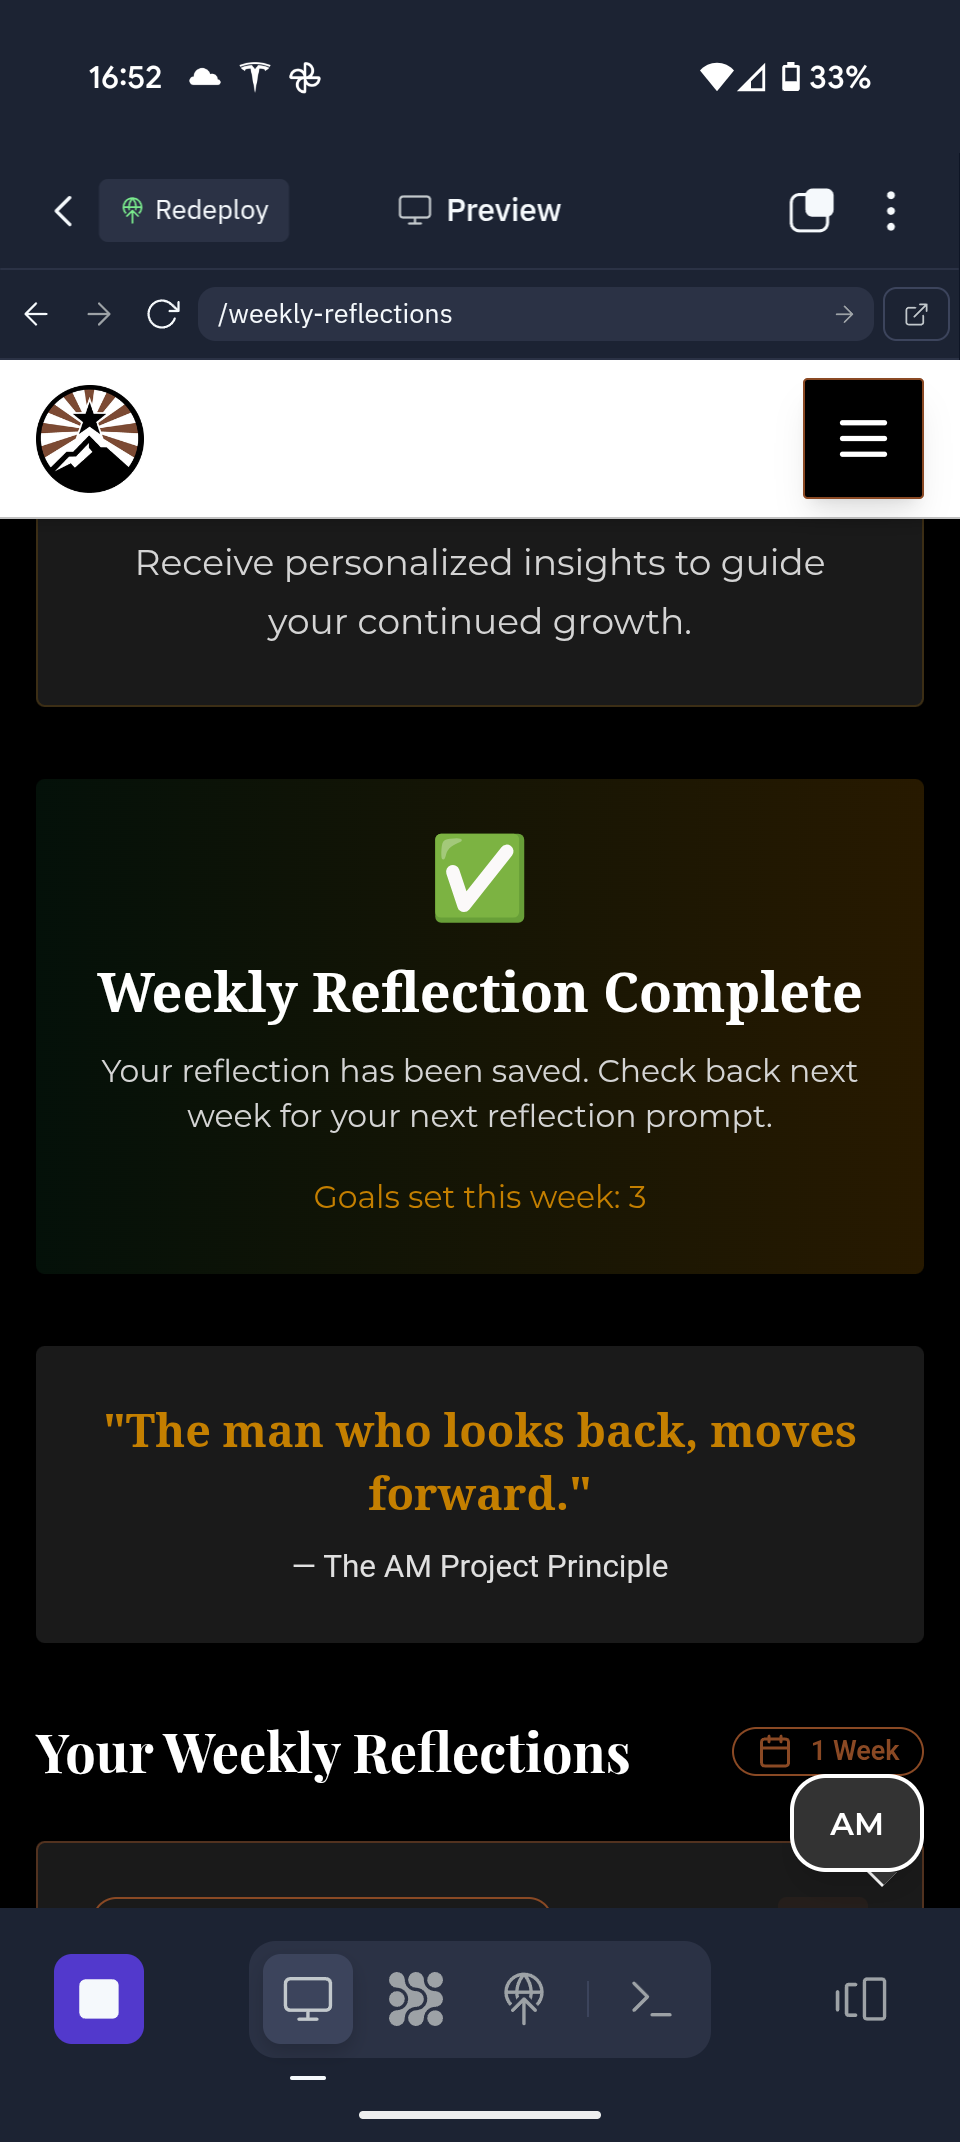 16:52
33%
Redeploy
Preview
/weekly-reflections
Receive personalized insights to guide
your continued growth.
Weekly Reflection Complete
Your reflection has been saved. Check back next
week for your next reflection prompt.
Goals set this week: 3
"The man who looks back, moves
forward."
— The AM Project Principle
Your Weekly Reflections
1 Week
AM